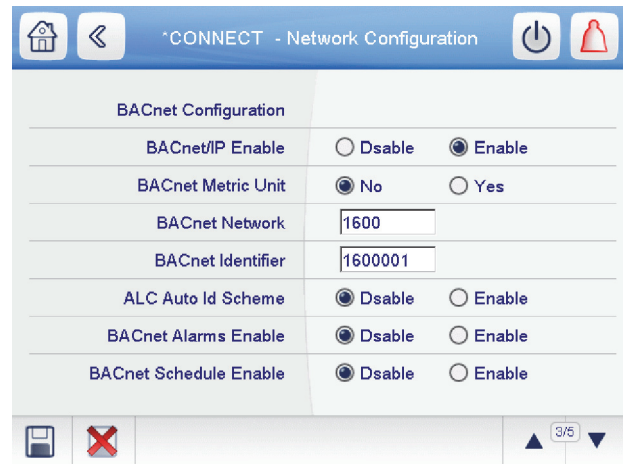 *CONNECT - Network Configuration
BACnet Configuration
BACnet/IP Enable Dsable Enable
BACnet Metric Unit No Yes
BACnet Network 1600
BACnet Identifier 1600001
ALC Auto Id Scheme Dsable Enable
BACnet Alarms Enable Dsable Enable
BACnet Schedule Enable Dsable Enable
3/5